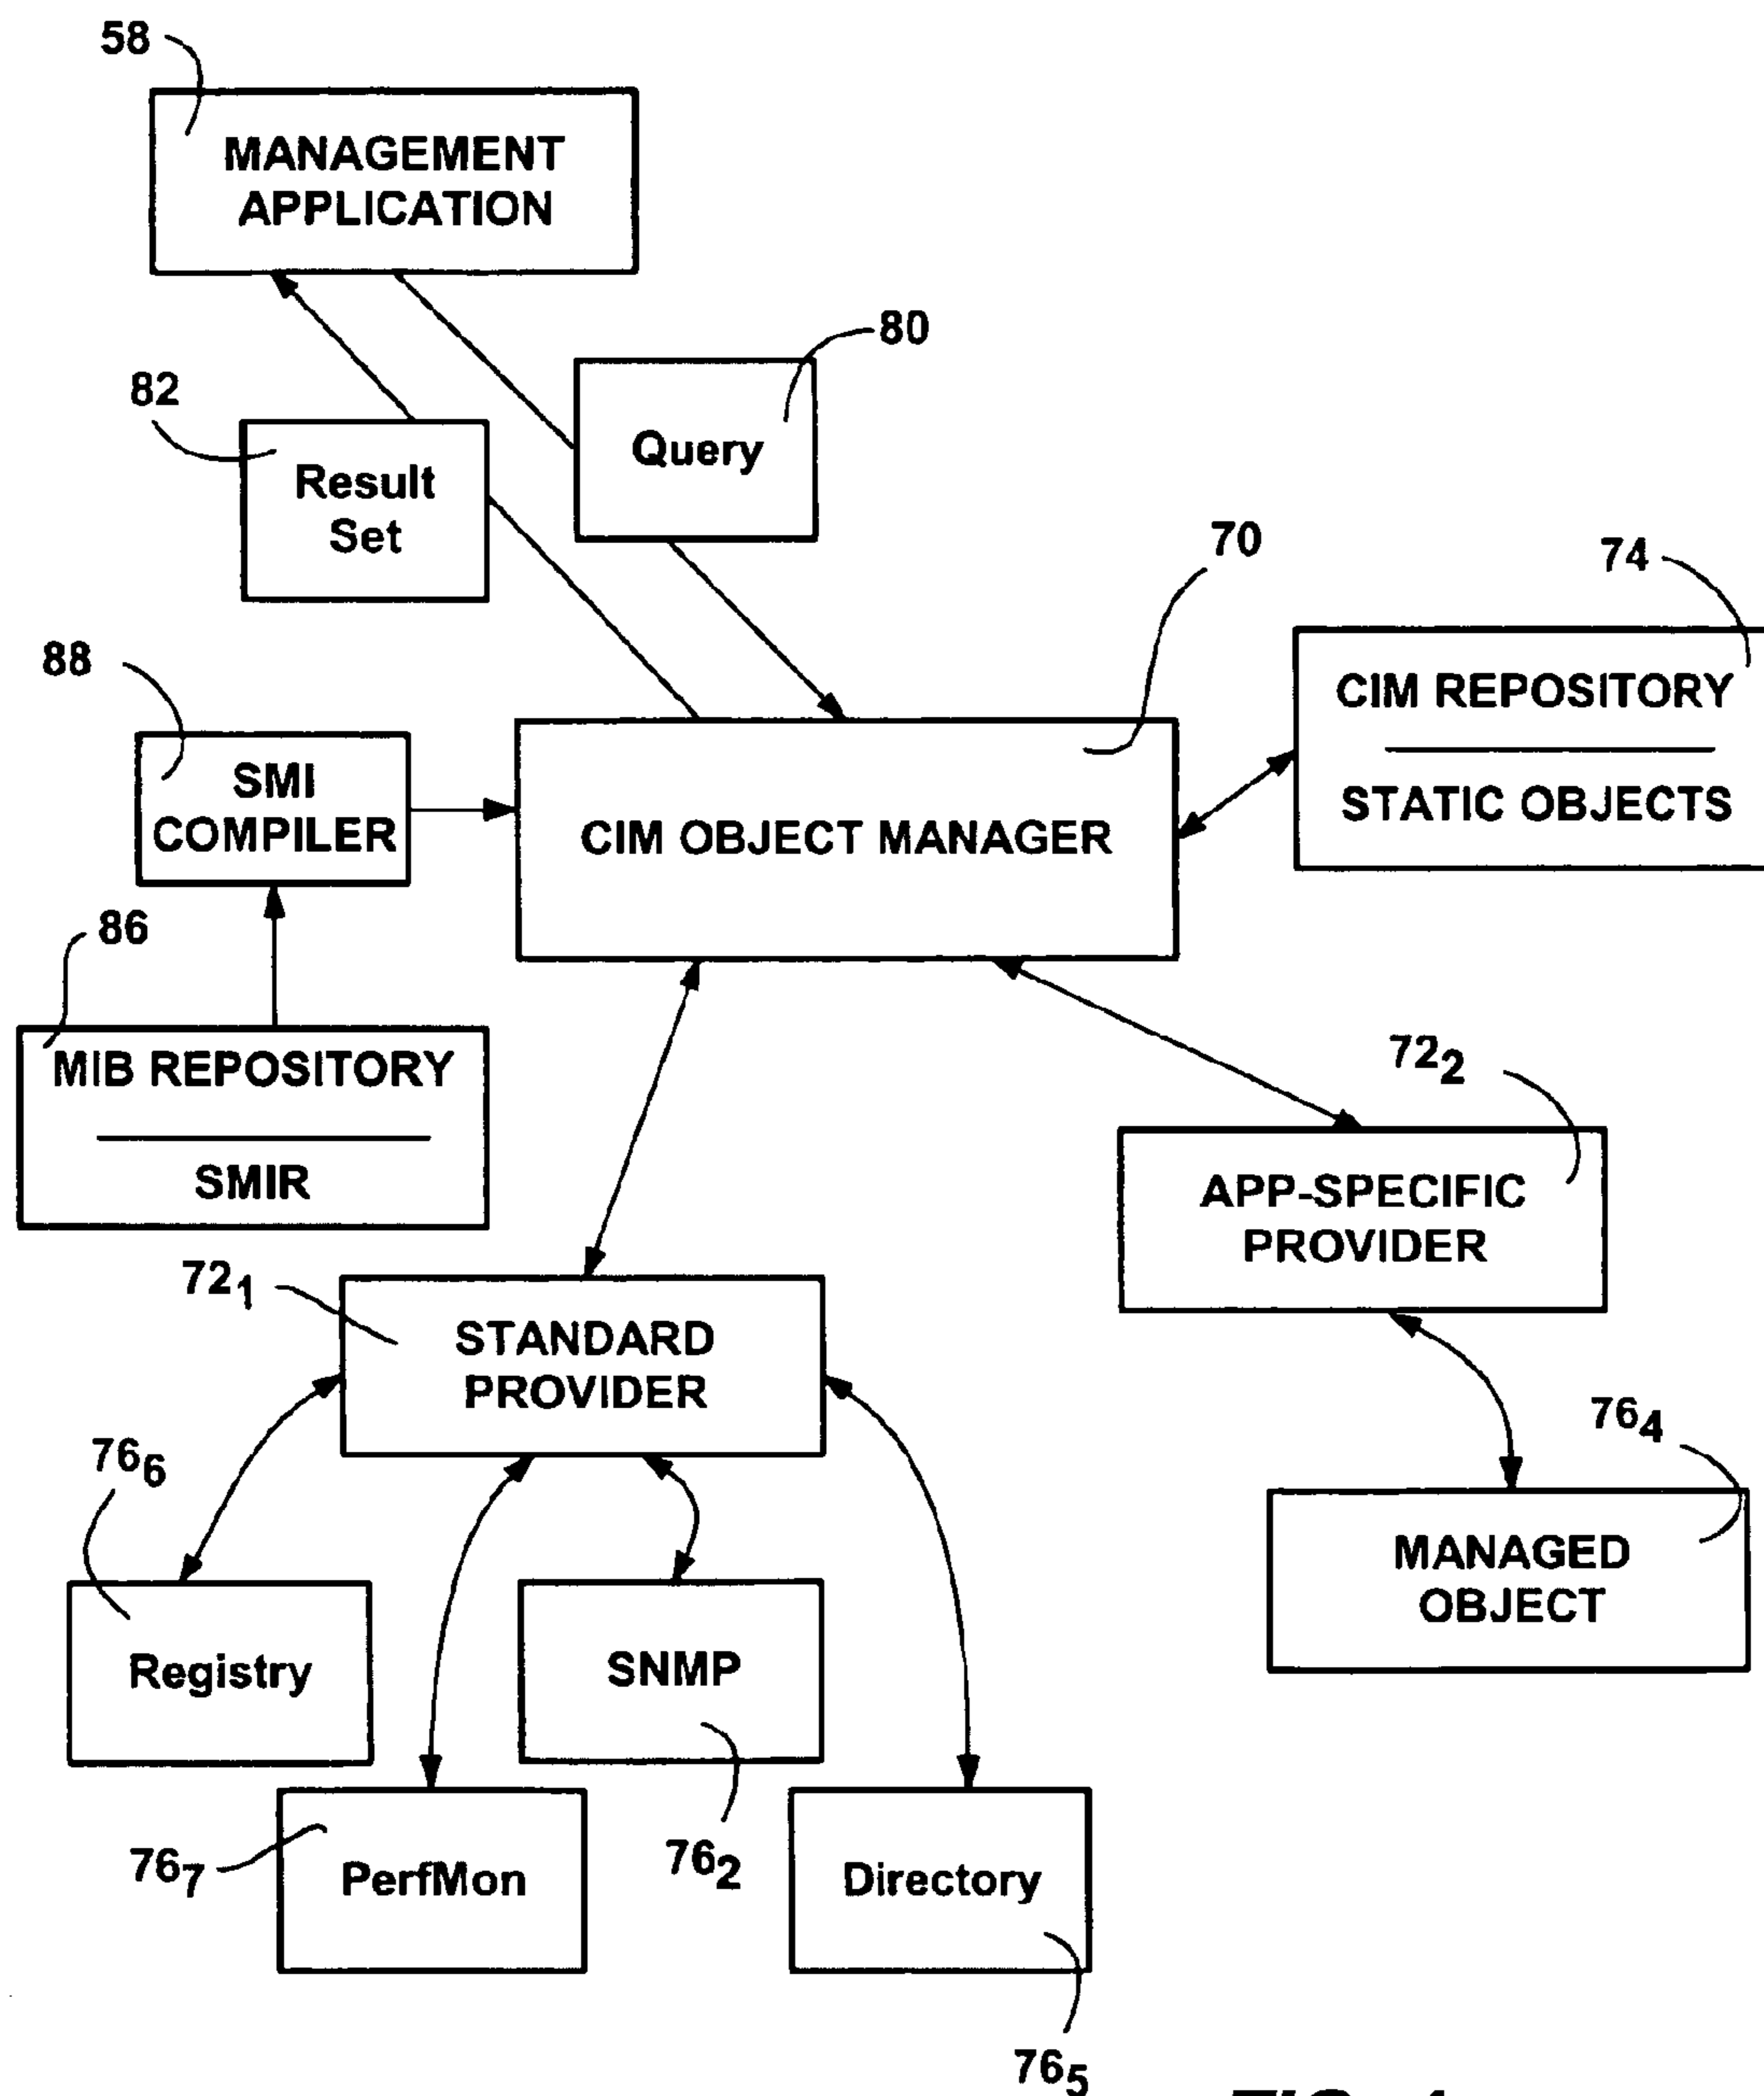 58
MANAGEMENT
APPLICATION
80
82
Query
Result
Set
70
74
88
CIM REPOSITORY
STATIC OBJECTS
SMI
COMPILER
CIM OBJECT MANAGER
86
MIB REPOSITORY
SMIR
72₂
APP-SPECIFIC
PROVIDER
72₁
STANDARD
PROVIDER
76₄
76₆
MANAGED
OBJECT
Registry
SNMP
76₇
PerfMon
76₂
Directory
76₅